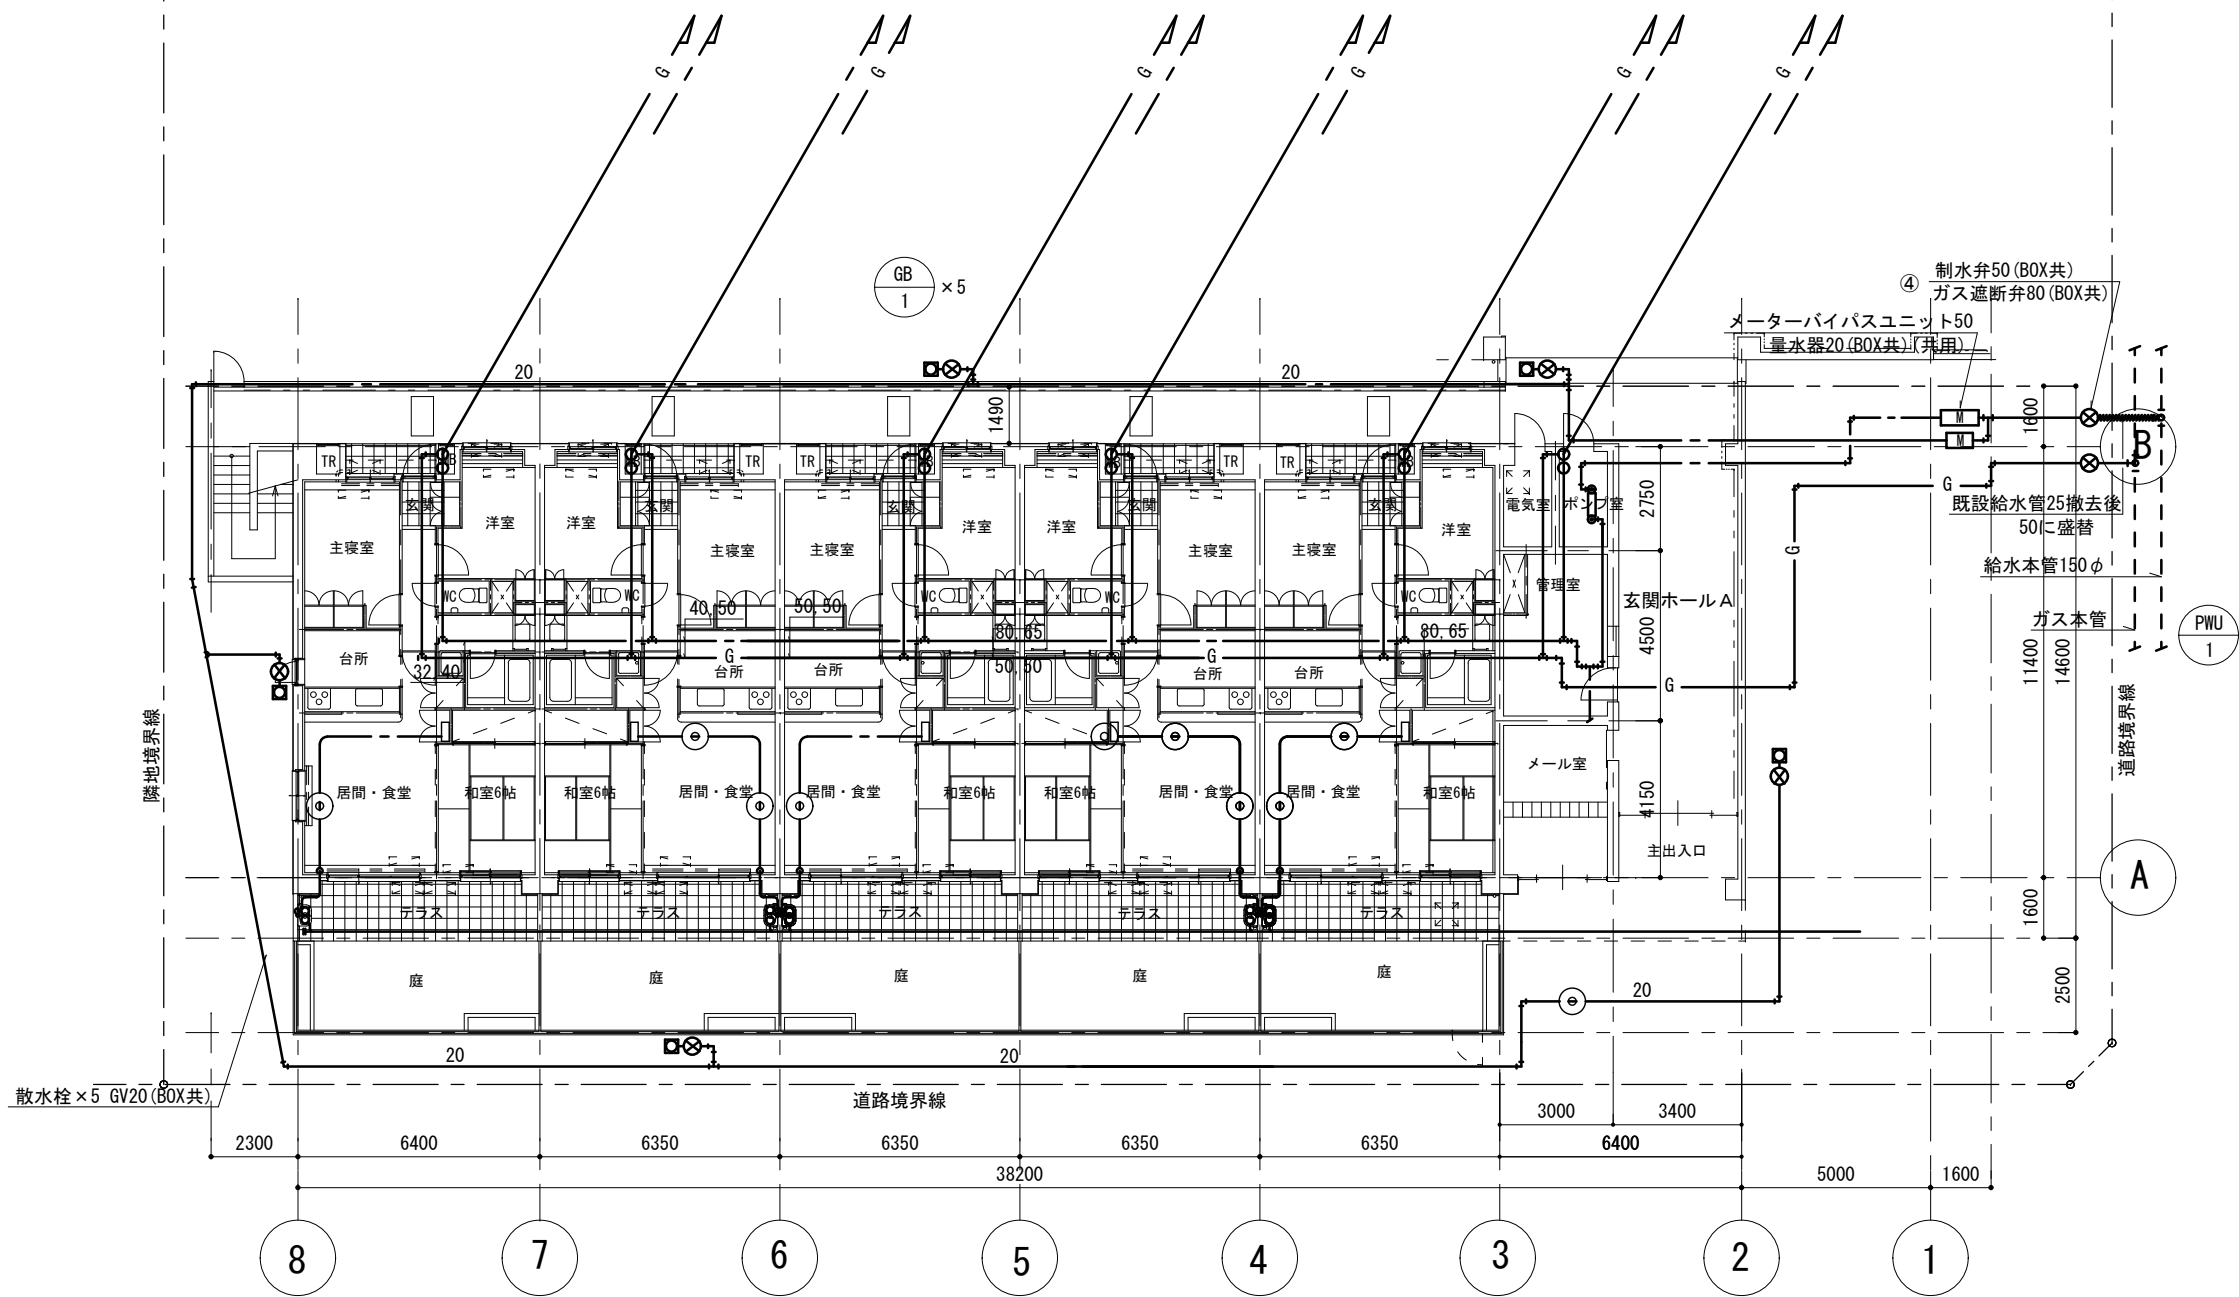 G
G
G
G
G
G
GB
1
×5
④
制水弁50(BOX共)
ガス遮断弁80(BOX共)
メーターバイパスユニット50
量水器20(BOX共)(共用)
20
20
1490
1600
M
M
B
TR
TR
TR
TR
TR
G
既設給水管25撤去後
50に盛替
給水本管150φ
ガス本管
PWU
1
玄関
玄関
玄関
玄関
玄関
洋室
洋室
洋室
洋室
洋室
電気室
ポンプ室
2750
主寝室
主寝室
主寝室
主寝室
主寝室
G
管理室
WC
WC
WC
WC
WC
玄関ホールA
40,50
50,50
80,65
80,65
4500
G
G
G
台所
台所
台所
台所
台所
32,40
50,50
11400
14600
隣地境界線
道路境界線
メール室
居間・食堂
和室6帖
和室6帖
居間・食堂
居間・食堂
和室6帖
和室6帖
居間・食堂
居間・食堂
和室6帖
4150
主出入口
A
テラス
テラス
テラス
テラス
テラス
1600
庭
庭
庭
庭
庭
20
2500
20
20
散水栓×5 GV20(BOX共)
道路境界線
3000
3400
2300
6400
6350
6350
6350
6350
6400
38200
5000
1600
8
7
6
5
4
3
2
1